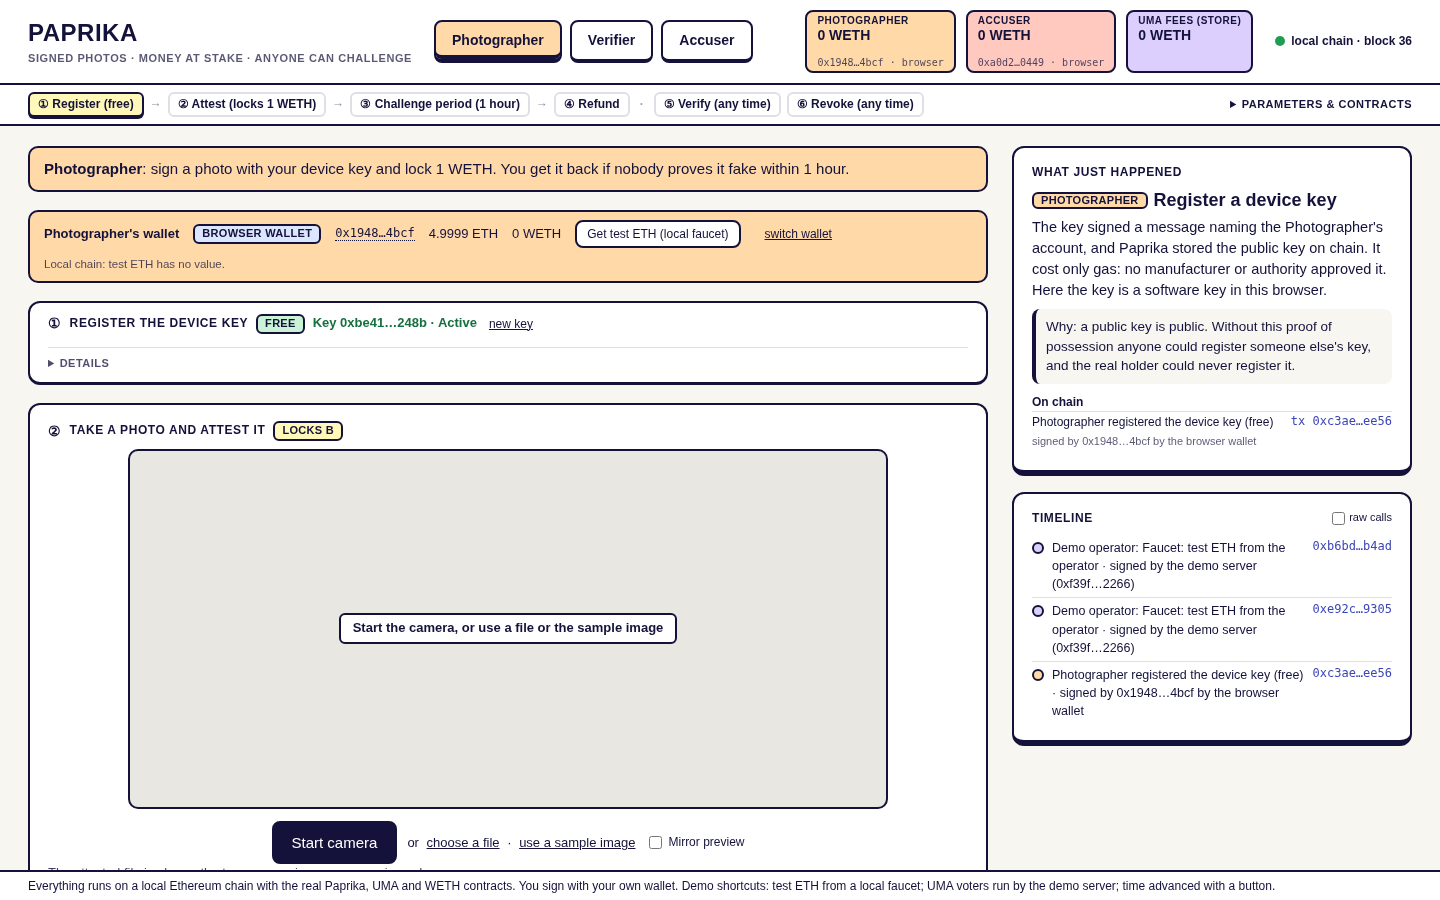 PAPRIKA
SIGNED PHOTOS · MONEY AT STAKE · ANYONE CAN CHALLENGE
Photographer
Verifier
Accuser
PHOTOGRAPHER
0 WETH
0x1948…4bcf · browser
ACCUSER
0 WETH
0xa0d2…0449 · browser
UMA FEES (STORE)
0 WETH
local chain · block 36
① Register (free) → ② Attest (locks 1 WETH) → ③ Challenge period (1 hour) → ④ Refund · ⑤ Verify (any time) ⑥ Revoke (any time)
▶ PARAMETERS & CONTRACTS
Photographer: sign a photo with your device key and lock 1 WETH. You get it back if nobody proves it fake within 1 hour.
Photographer's wallet BROWSER WALLET 0x1948…4bcf 4.9999 ETH 0 WETH Get test ETH (local faucet) switch wallet
Local chain: test ETH has no value.
① REGISTER THE DEVICE KEY FREE Key 0xbe41…248b · Active new key
▶ DETAILS
② TAKE A PHOTO AND ATTEST IT LOCKS B
Start the camera, or use a file or the sample image
Start camera or choose a file · use a sample image Mirror preview
WHAT JUST HAPPENED
PHOTOGRAPHER Register a device key
The key signed a message naming the Photographer's
account, and Paprika stored the public key on chain. It
cost only gas: no manufacturer or authority approved it.
Here the key is a software key in this browser.
Why: a public key is public. Without this proof of
possession anyone could register someone else's key,
and the real holder could never register it.
On chain
Photographer registered the device key (free) tx 0xc3ae…ee56
signed by 0x1948…4bcf by the browser wallet
TIMELINE
raw calls
Demo operator: Faucet: test ETH from the 0xb6bd…b4ad
operator · signed by the demo server
(0xf39f…2266)
Demo operator: Faucet: test ETH from the 0xe92c…9305
operator · signed by the demo server
(0xf39f…2266)
Photographer registered the device key (free) 0xc3ae…ee56
· signed by 0x1948…4bcf by the browser
wallet
Everything runs on a local Ethereum chain with the real Paprika, UMA and WETH contracts. You sign with your own wallet. Demo shortcuts: test ETH from a local faucet; UMA voters run by the demo server; time advanced with a button.